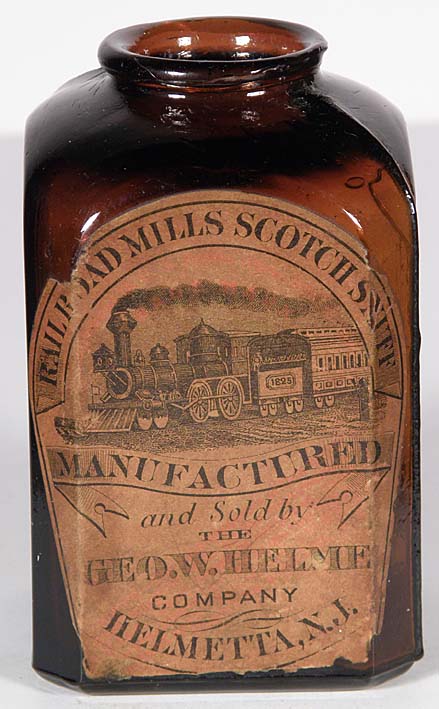 RAILROAD MILLS SCOTCH SNUFF
1825
MANUFACTURED
and Sold by
THE
GEO. W. HELME
COMPANY
HELMETTA, N.J.